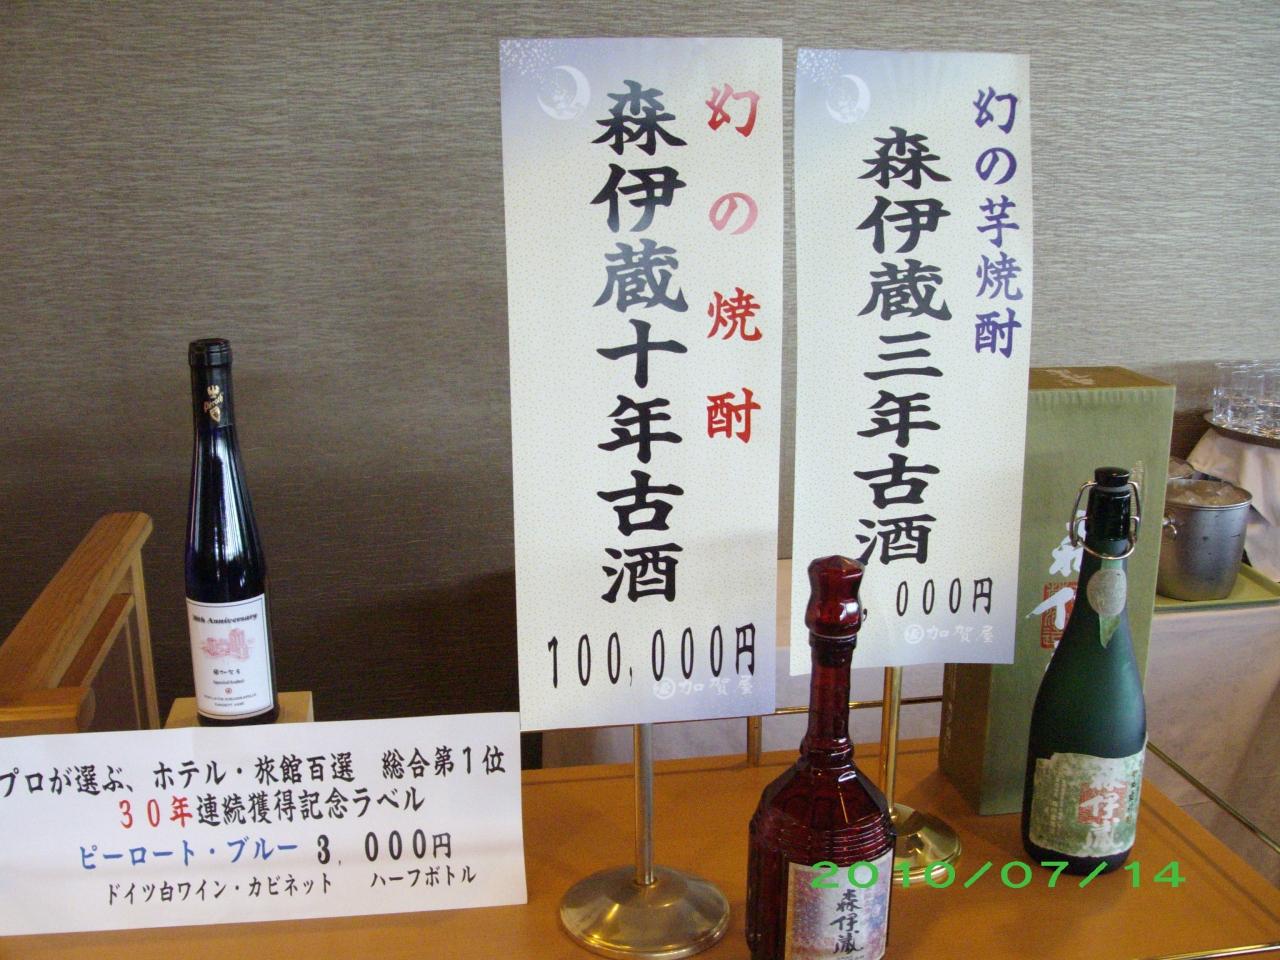 幻の焼酎
森伊蔵十年古酒
100,000円
加賀屋
幻の芋焼酎
森伊蔵三年古酒
,000円
加賀屋
プロが選ぶ、ホテル・旅館百選 総合第1位
30年連続獲得記念ラベル
ピーロート・ブルー 3,000円
ドイツ白ワイン・カビネット ハーフボトル
Anniversary
森伊蔵
2010/07/14